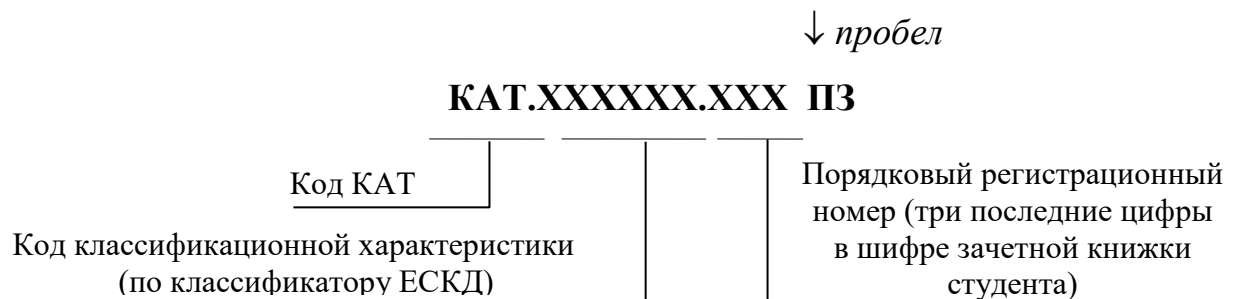 ↓ пробел
КАТ.ХХХХХХ.ХХХ ПЗ
Код КАТ
Порядковый регистрационный
номер (три последние цифры
в шифре зачетной книжки
студента)
Код классификационной характеристики
(по классификатору ЕСКД)